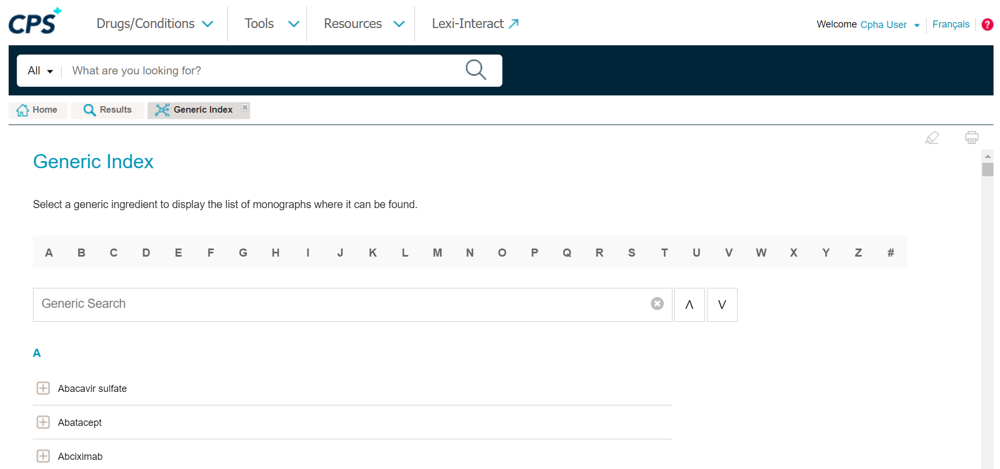 CPS
Drugs/Conditions
Tools
Resources
Lexi-Interact
Welcome Cpha User
Français
?
All
What are you looking for?
Home
Results
Generic Index
Generic Index
Select a generic ingredient to display the list of monographs where it can be found.
A B C D E F G H I J K L M N O P Q R S T U V W X Y Z #
Generic Search
A
Abacavir sulfate
Abatacept
Abciximab